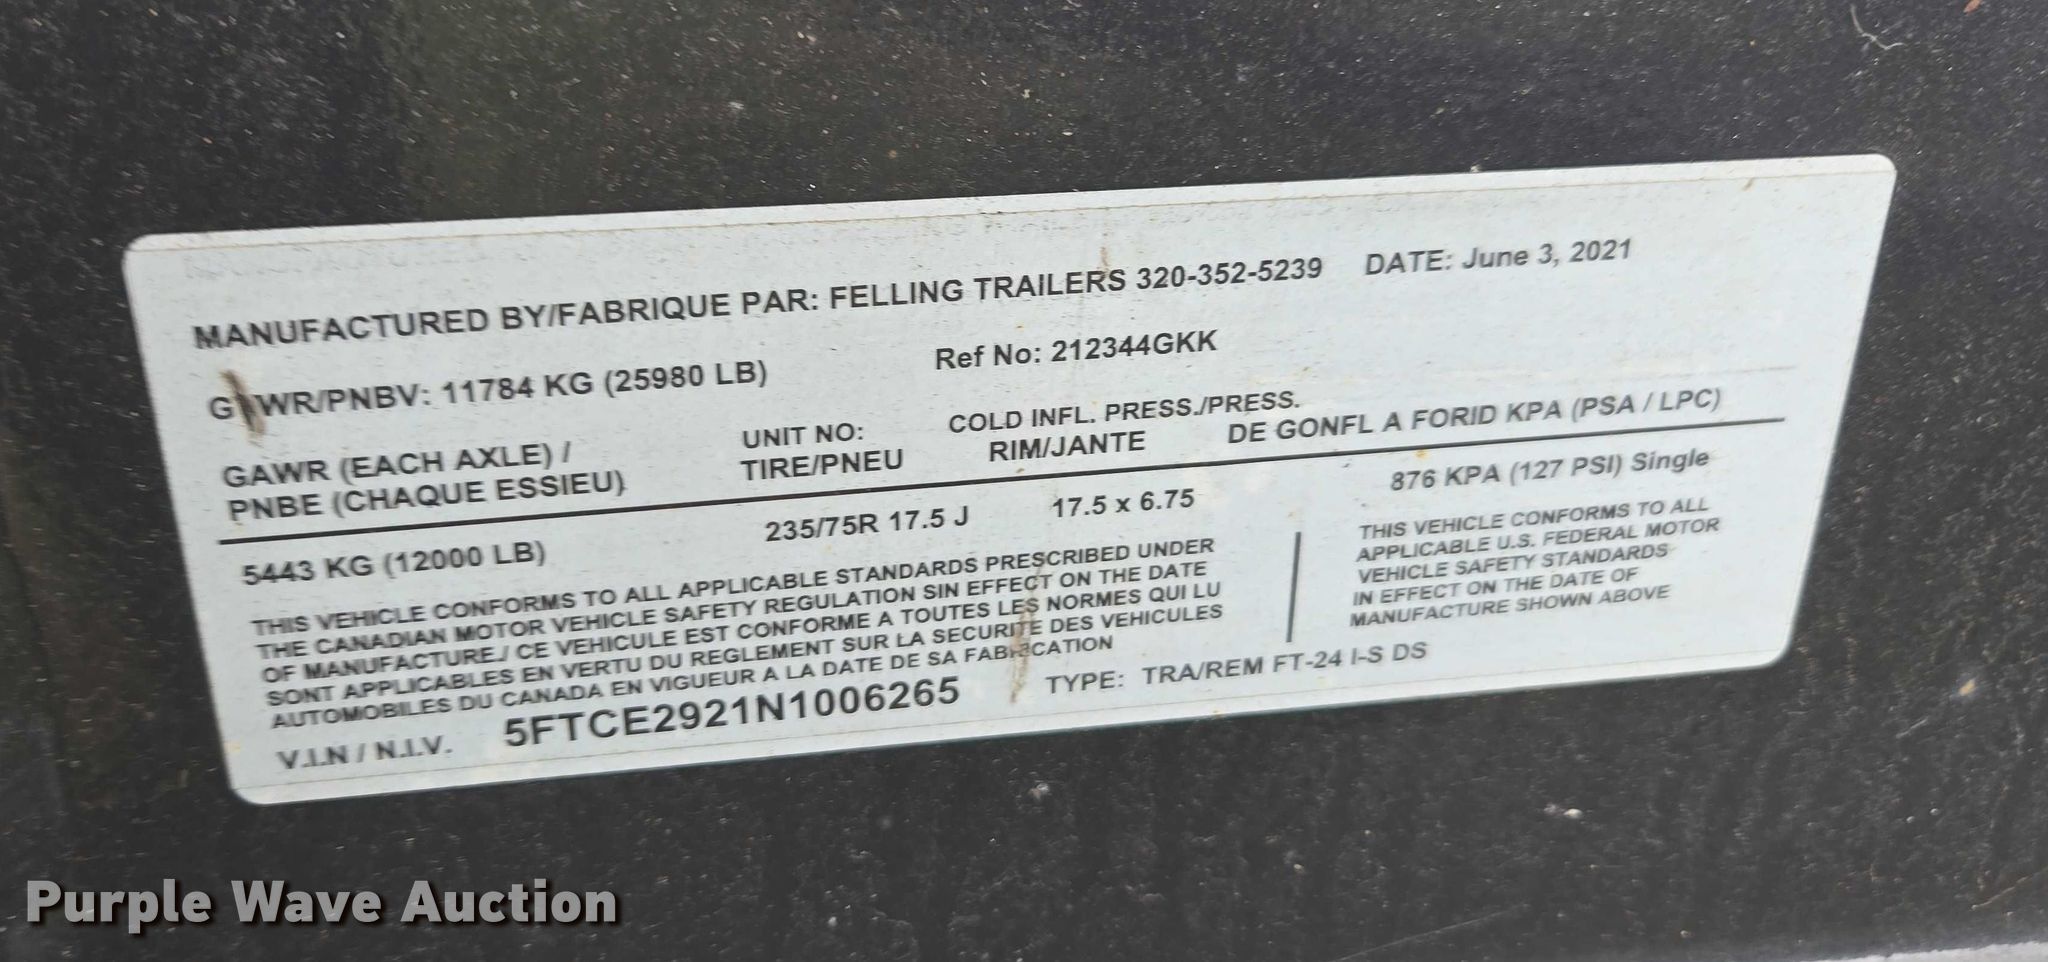 MANUFACTURED BY/FABRIQUE PAR: FELLING TRAILERS 320-352-5239 DATE: June 3, 2021
GVWR/PNBV: 11784 KG (25980 LB) Ref No: 212344GKK
GAWR (EACH AXLE) / UNIT NO: COLD INFL. PRESS./PRESS.
PNBE (CHAQUE ESSIEU) TIRE/PNEU RIM/JANTE DE GONFL A FORID KPA (PSA / LPC)
5443 KG (12000 LB) 235/75R 17.5 J 17.5 x 6.75 876 KPA (127 PSI) Single
THIS VEHICLE CONFORMS TO ALL APPLICABLE STANDARDS PRESCRIBED UNDER
THE CANADIAN MOTOR VEHICLE SAFETY REGULATION SIN EFFECT ON THE DATE
OF MANUFACTURE./ CE VEHICULE EST CONFORME A TOUTES LES NORMES QUI LU
SONT APPLICABLES EN VERTU DU REGLEMENT SUR LA SECURITE DES VEHICULES
AUTOMOBILES DU CANADA EN VIGUEUR A LA DATE DE SA FABRICATION
THIS VEHICLE CONFORMS TO ALL
APPLICABLE U.S. FEDERAL MOTOR
VEHICLE SAFETY STANDARDS
IN EFFECT ON THE DATE OF
MANUFACTURE SHOWN ABOVE
V.I.N / N.I.V. 5FTCE2921N1006265 TYPE: TRA/REM FT-24 I-S DS
Purple Wave Auction